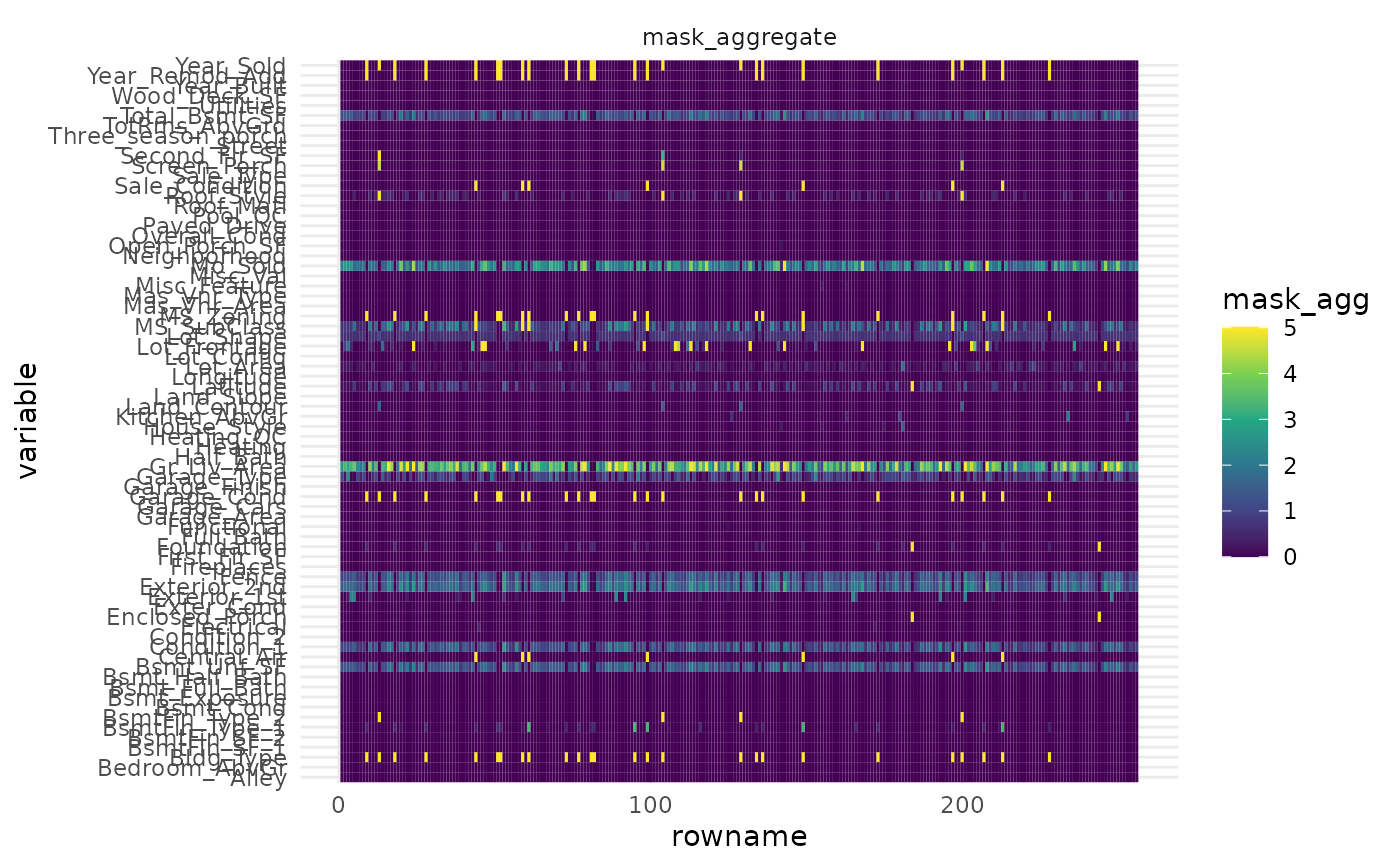 mask_aggregate
Year_Sold
Year_Remod_Add
Year_Built
Wood_Deck_SF
Utilities
Total_Bsmt_SF
TotRms_AbvGrd
Three_season_porch
Street
Second_Flr_SF
Screen_Porch
Sale_Type
Sale_Condition
Roof_Style
Roof_Matl
Pool_QC
Paved_Drive
Overall_Cond
Open_Porch_SF
Neighborhood
Mo_Sold
Misc_Val
Misc_Feature
Mas_Vnr_Type
Mas_Vnr_Area
MS_Zoning
MS_SubClass
Lot_Shape
Lot_Frontage
Lot_Config
Lot_Area
Longitude
Latitude
Land_Slope
Land_Contour
Kitchen_AbvGr
House_Style
Heating_QC
Heating
Half_Bath
Gr_Liv_Area
Garage_Type
Garage_Finish
Garage_Cond
Garage_Cars
Garage_Area
Functional
Full_Bath
Foundation
First_Flr_SF
Fireplaces
Fence
Exterior_2nd
Exterior_1st
Exter_Cond
Enclosed_Porch
Electrical
Condition_2
Condition_1
Central_Air
Bsmt_Unf_SF
Bsmt_Half_Bath
Bsmt_Full_Bath
Bsmt_Exposure
Bsmt_Cond
BsmtFin_Type_2
BsmtFin_Type_1
BsmtFin_SF_2
BsmtFin_SF_1
Bldg_Type
Bedroom_AbvGr
Alley
variable
0 100 200
rowname
mask_agg
5
4
3
2
1
0